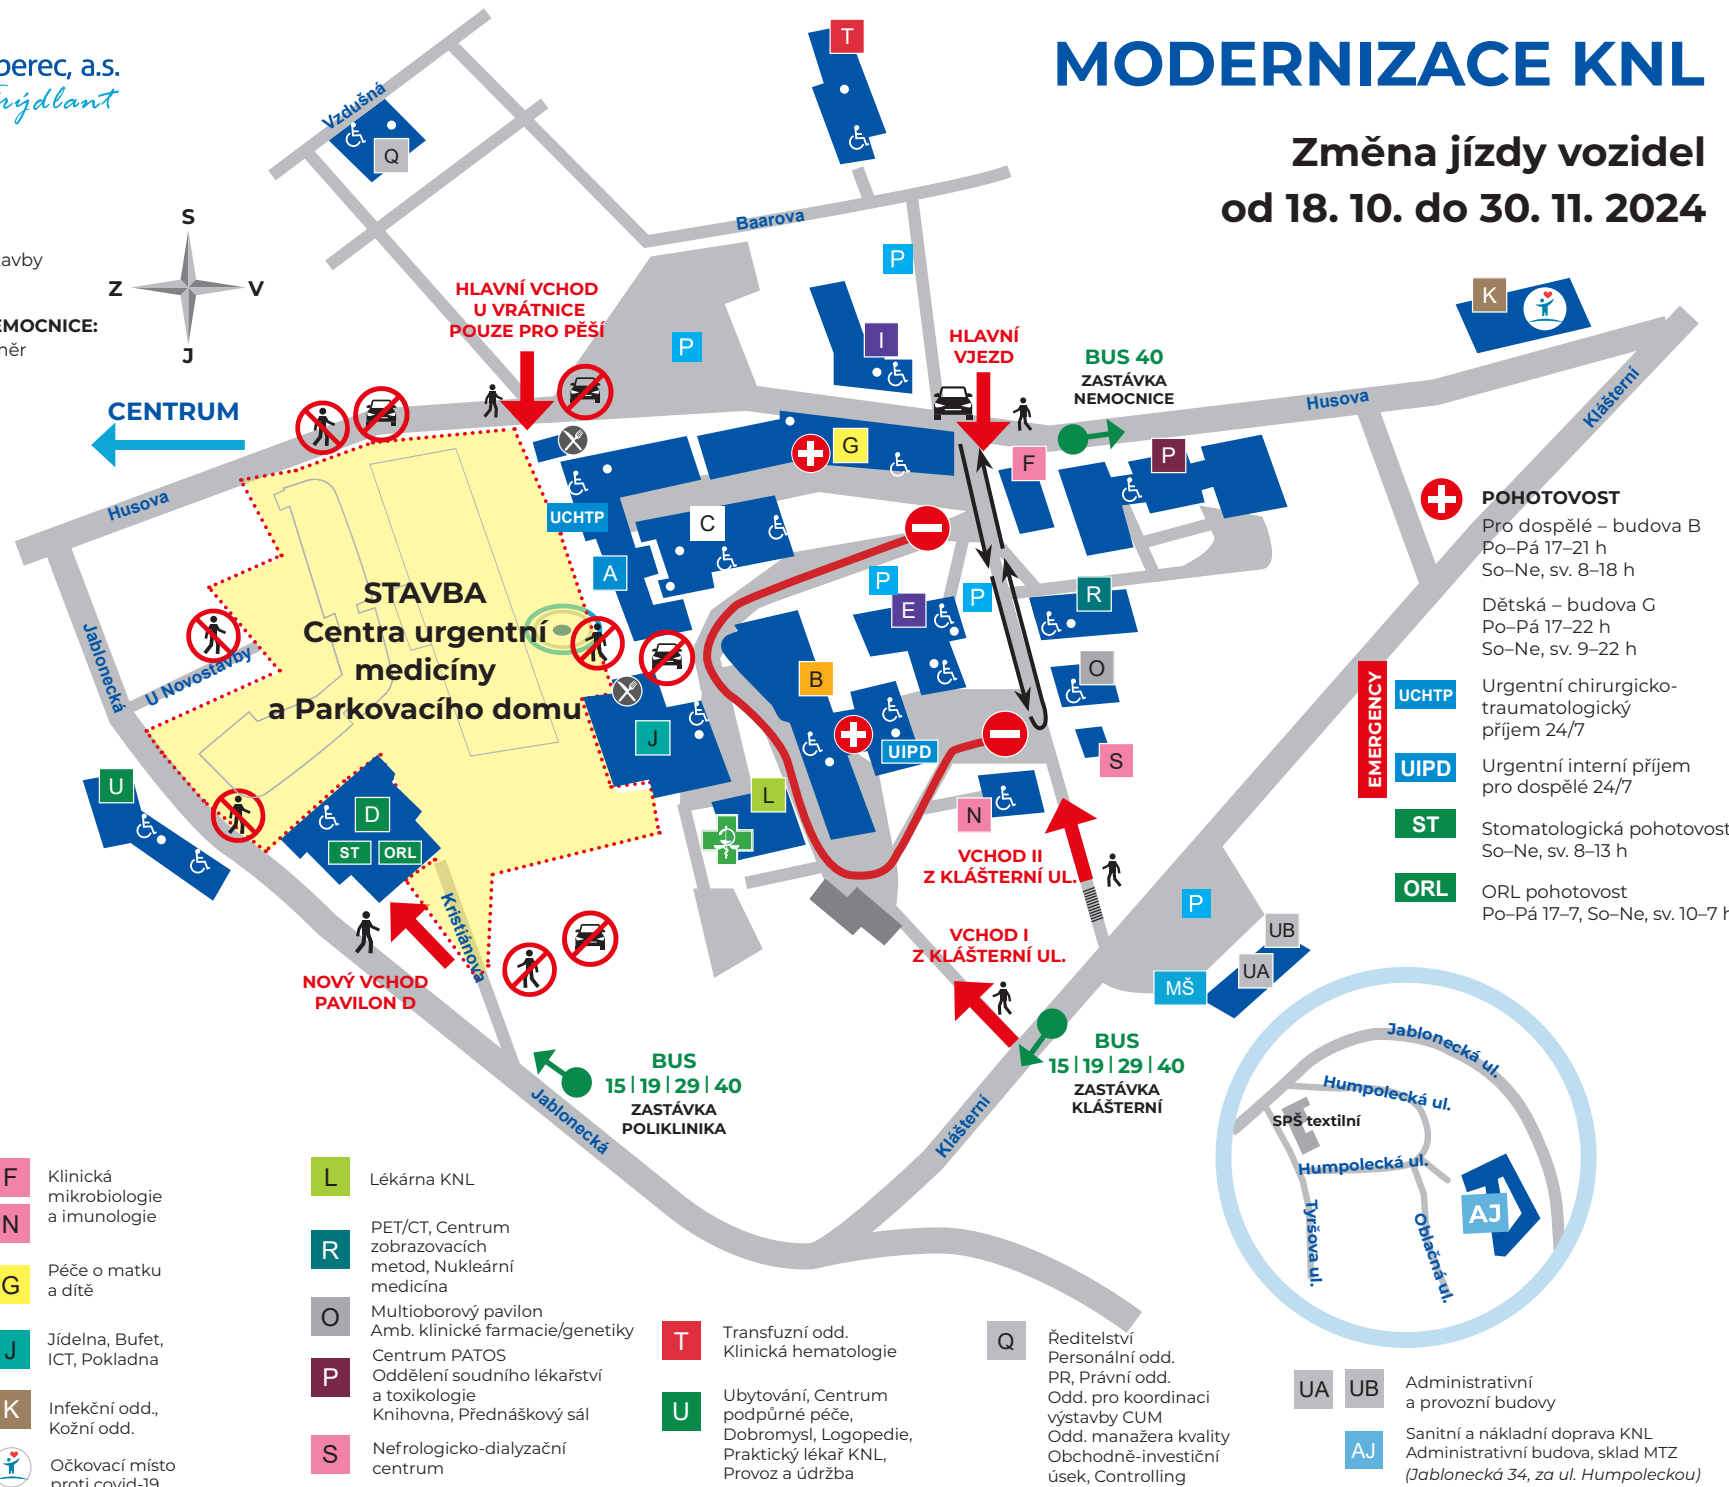 MODERNIZACE KNL
Změna jízdy vozidel
od 18. 10. do 30. 11. 2024
perec, a.s.
Frýdlant
S
Z
V
J
EMOCNICE:
CENTRUM
Vzdušná
Q
T
Baarova
P
HLAVNÍ VCHOD
U VRÁTNICE
POUZE PRO PĚŠÍ
P
I
HLAVNÍ
VJEZD
BUS 40
ZASTÁVKA
NEMOCNICE
K
Husova
Klášterní
Husova
G
F
P
UCHTP
C
A
STAVBA
Centra urgentní
medicíny
a Parkovacího domu
P
E
P
R
B
O
J
UIPD
S
L
N
Jablonecká
U Novostavby
U
D
ST
ORL
Kristiánova
NOVÝ VCHOD
PAVILON D
VCHOD II
Z KLÁŠTERNÍ UL.
VCHOD I
Z KLÁŠTERNÍ UL.
P
UB
UA
MŠ
BUS
15 | 19 | 29 | 40
ZASTÁVKA
POLIKLINIKA
BUS
15 | 19 | 29 | 40
ZASTÁVKA
KLÁŠTERNÍ
Jablonecká
Klášterní
POHOTOVOST
Pro dospělé – budova B
Po–Pá 17–21 h
So–Ne, sv. 8–18 h
Dětská – budova G
Po–Pá 17–22 h
So–Ne, sv. 9–22 h
EMERGENCY
UCHTP
Urgentní chirurgicko-
traumatologický
příjem 24/7
UIPD
Urgentní interní příjem
pro dospělé 24/7
ST
Stomatologická pohotovost
So–Ne, sv. 8–13 h
ORL
ORL pohotovost
Po–Pá 17–7, So–Ne, sv. 10–7 h
Jablonecká ul.
Humpolecká ul.
SPŠ textilní
Humpolecká ul.
Tyršova ul.
Oblačná ul.
AJ
F
N
Klinická
mikrobiologie
a imunologie
G
Péče o matku
a dítě
J
Jídelna, Bufet,
ICT, Pokladna
K
Infekční odd.,
Kožní odd.
Očkovací místo
proti covid-19
L
Lékárna KNL
R
PET/CT, Centrum
zobrazovacích
metod, Nukleární
medicína
O
Multioborový pavilon
Amb. klinické farmacie/genetiky
P
Centrum PATOS
Oddělení soudního lékařství
a toxikologie
Knihovna, Přednáškový sál
S
Nefrologicko-dialyzační
centrum
T
Transfuzní odd.
Klinická hematologie
U
Ubytování, Centrum
podpůrné péče,
Dobromysl, Logopedie,
Praktický lékař KNL,
Provoz a údržba
Q
Ředitelství
Personální odd.
PR, Právní odd.
Odd. pro koordinaci
výstavby CUM
Odd. manažera kvality
Obchodně-investiční
úsek, Controlling
UA
UB
Administrativní
a provozní budovy
AJ
Sanitní a nákladní doprava KNL
Administrativní budova, sklad MTZ
(Jablonecká 34, za ul. Humpoleckou)